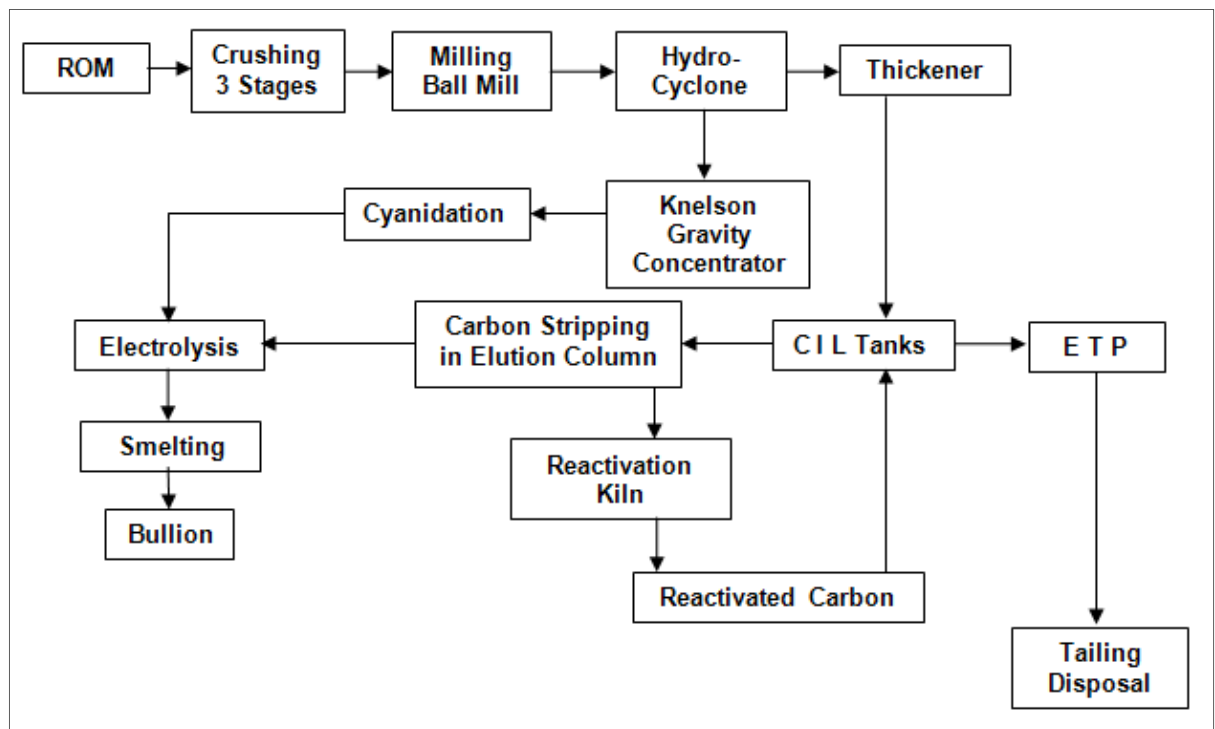 ROM
Crushing
3 Stages
Milling
Ball Mill
Hydro-
Cyclone
Thickener
Cyanidation
Knelson
Gravity
Concentrator
Electrolysis
Carbon Stripping
in Elution Column
C I L Tanks
E T P
Smelting
Reactivation
Kiln
Bullion
Reactivated Carbon
Tailing
Disposal